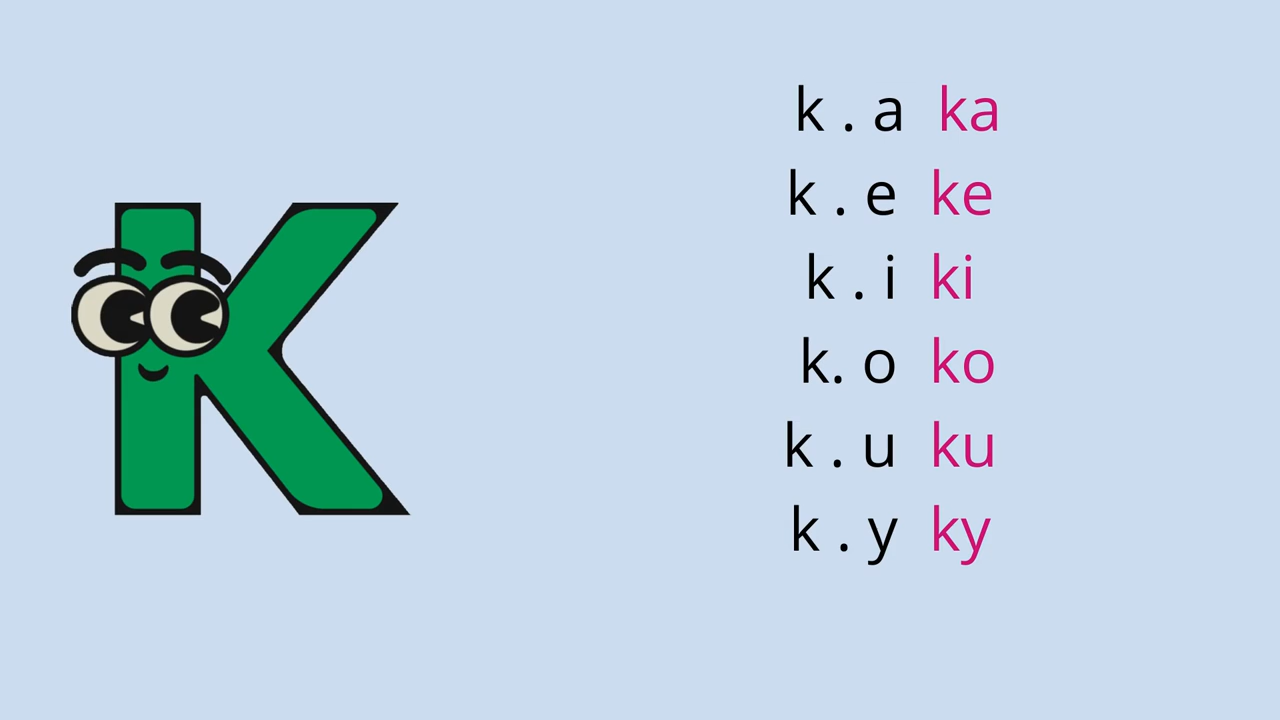 K
k . a ka
k . e ke
k . i ki
k. o ko
k . u ku
k . y ky